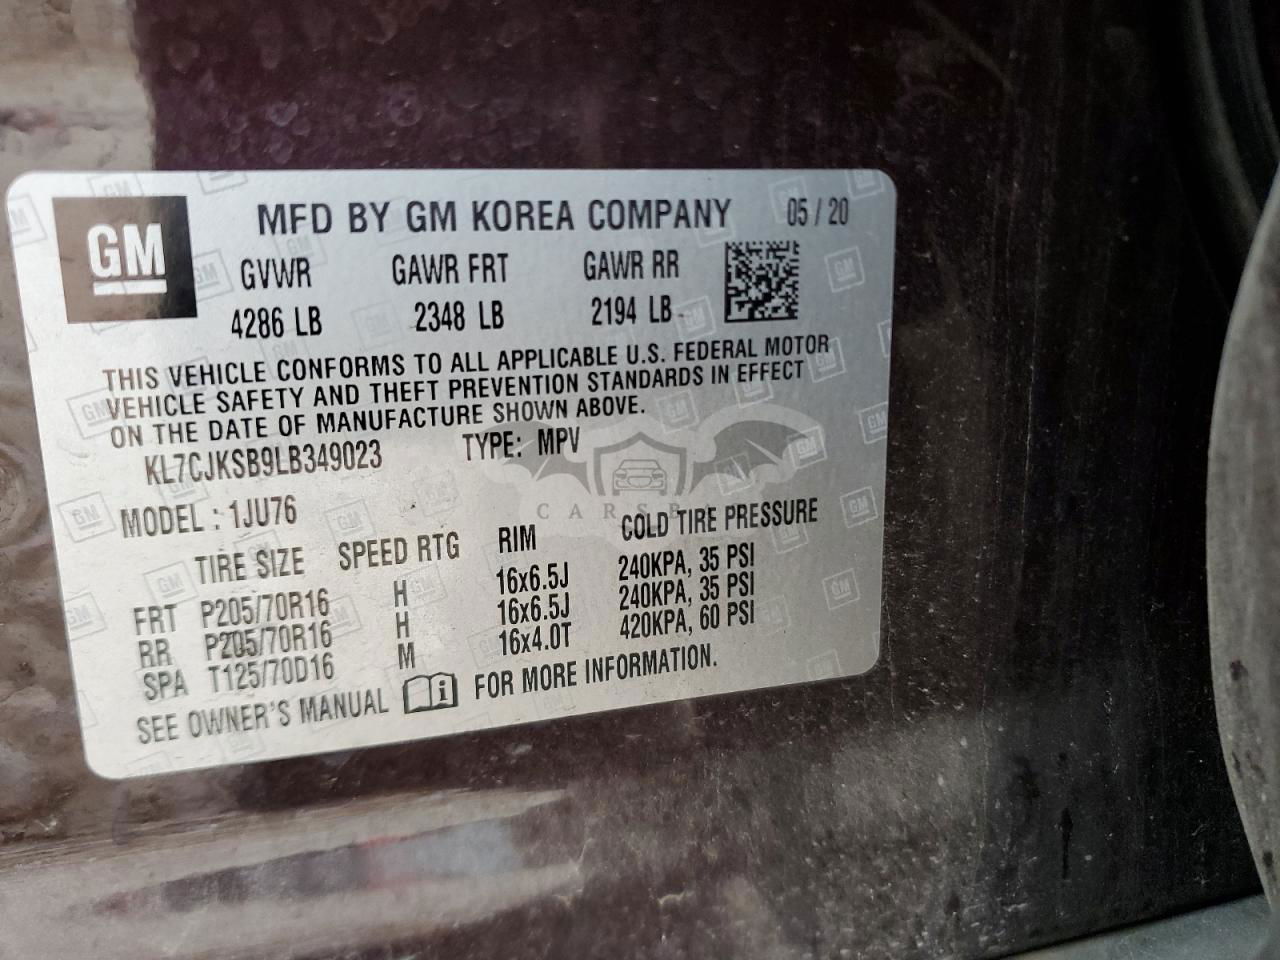 GM
MFD BY GM KOREA COMPANY 05 / 20
GVWR GAWR FRT GAWR RR
4286 LB 2348 LB 2194 LB
THIS VEHICLE CONFORMS TO ALL APPLICABLE U.S. FEDERAL MOTOR
VEHICLE SAFETY AND THEFT PREVENTION STANDARDS IN EFFECT
ON THE DATE OF MANUFACTURE SHOWN ABOVE.
KL7CJKSB9LB349023 TYPE: MPV
MODEL : 1JU76
TIRE SIZE SPEED RTG RIM COLD TIRE PRESSURE
FRT P205/70R16 H 16x6.5J 240KPA, 35 PSI
RR P205/70R16 H 16x6.5J 240KPA, 35 PSI
SPA T125/70D16 M 16x4.0T 420KPA, 60 PSI
SEE OWNER'S MANUAL FOR MORE INFORMATION.